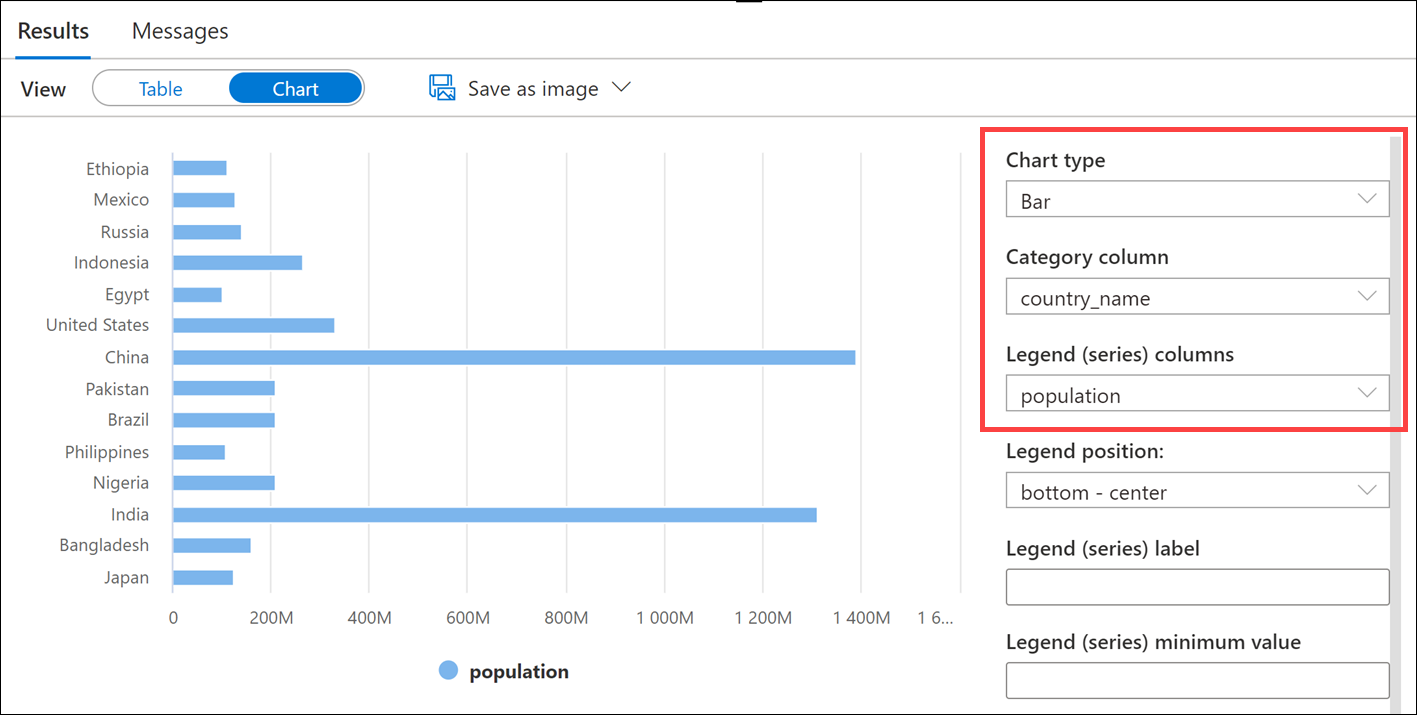 Results Messages
View Table Chart Save as image
Ethiopia
Mexico
Russia
Indonesia
Egypt
United States
China
Pakistan
Brazil
Philippines
Nigeria
India
Bangladesh
Japan
0 200M 400M 600M 800M 1 000M 1 200M 1 400M 1 6...
population
Chart type
Bar
Category column
country_name
Legend (series) columns
population
Legend position:
bottom - center
Legend (series) label
Legend (series) minimum value